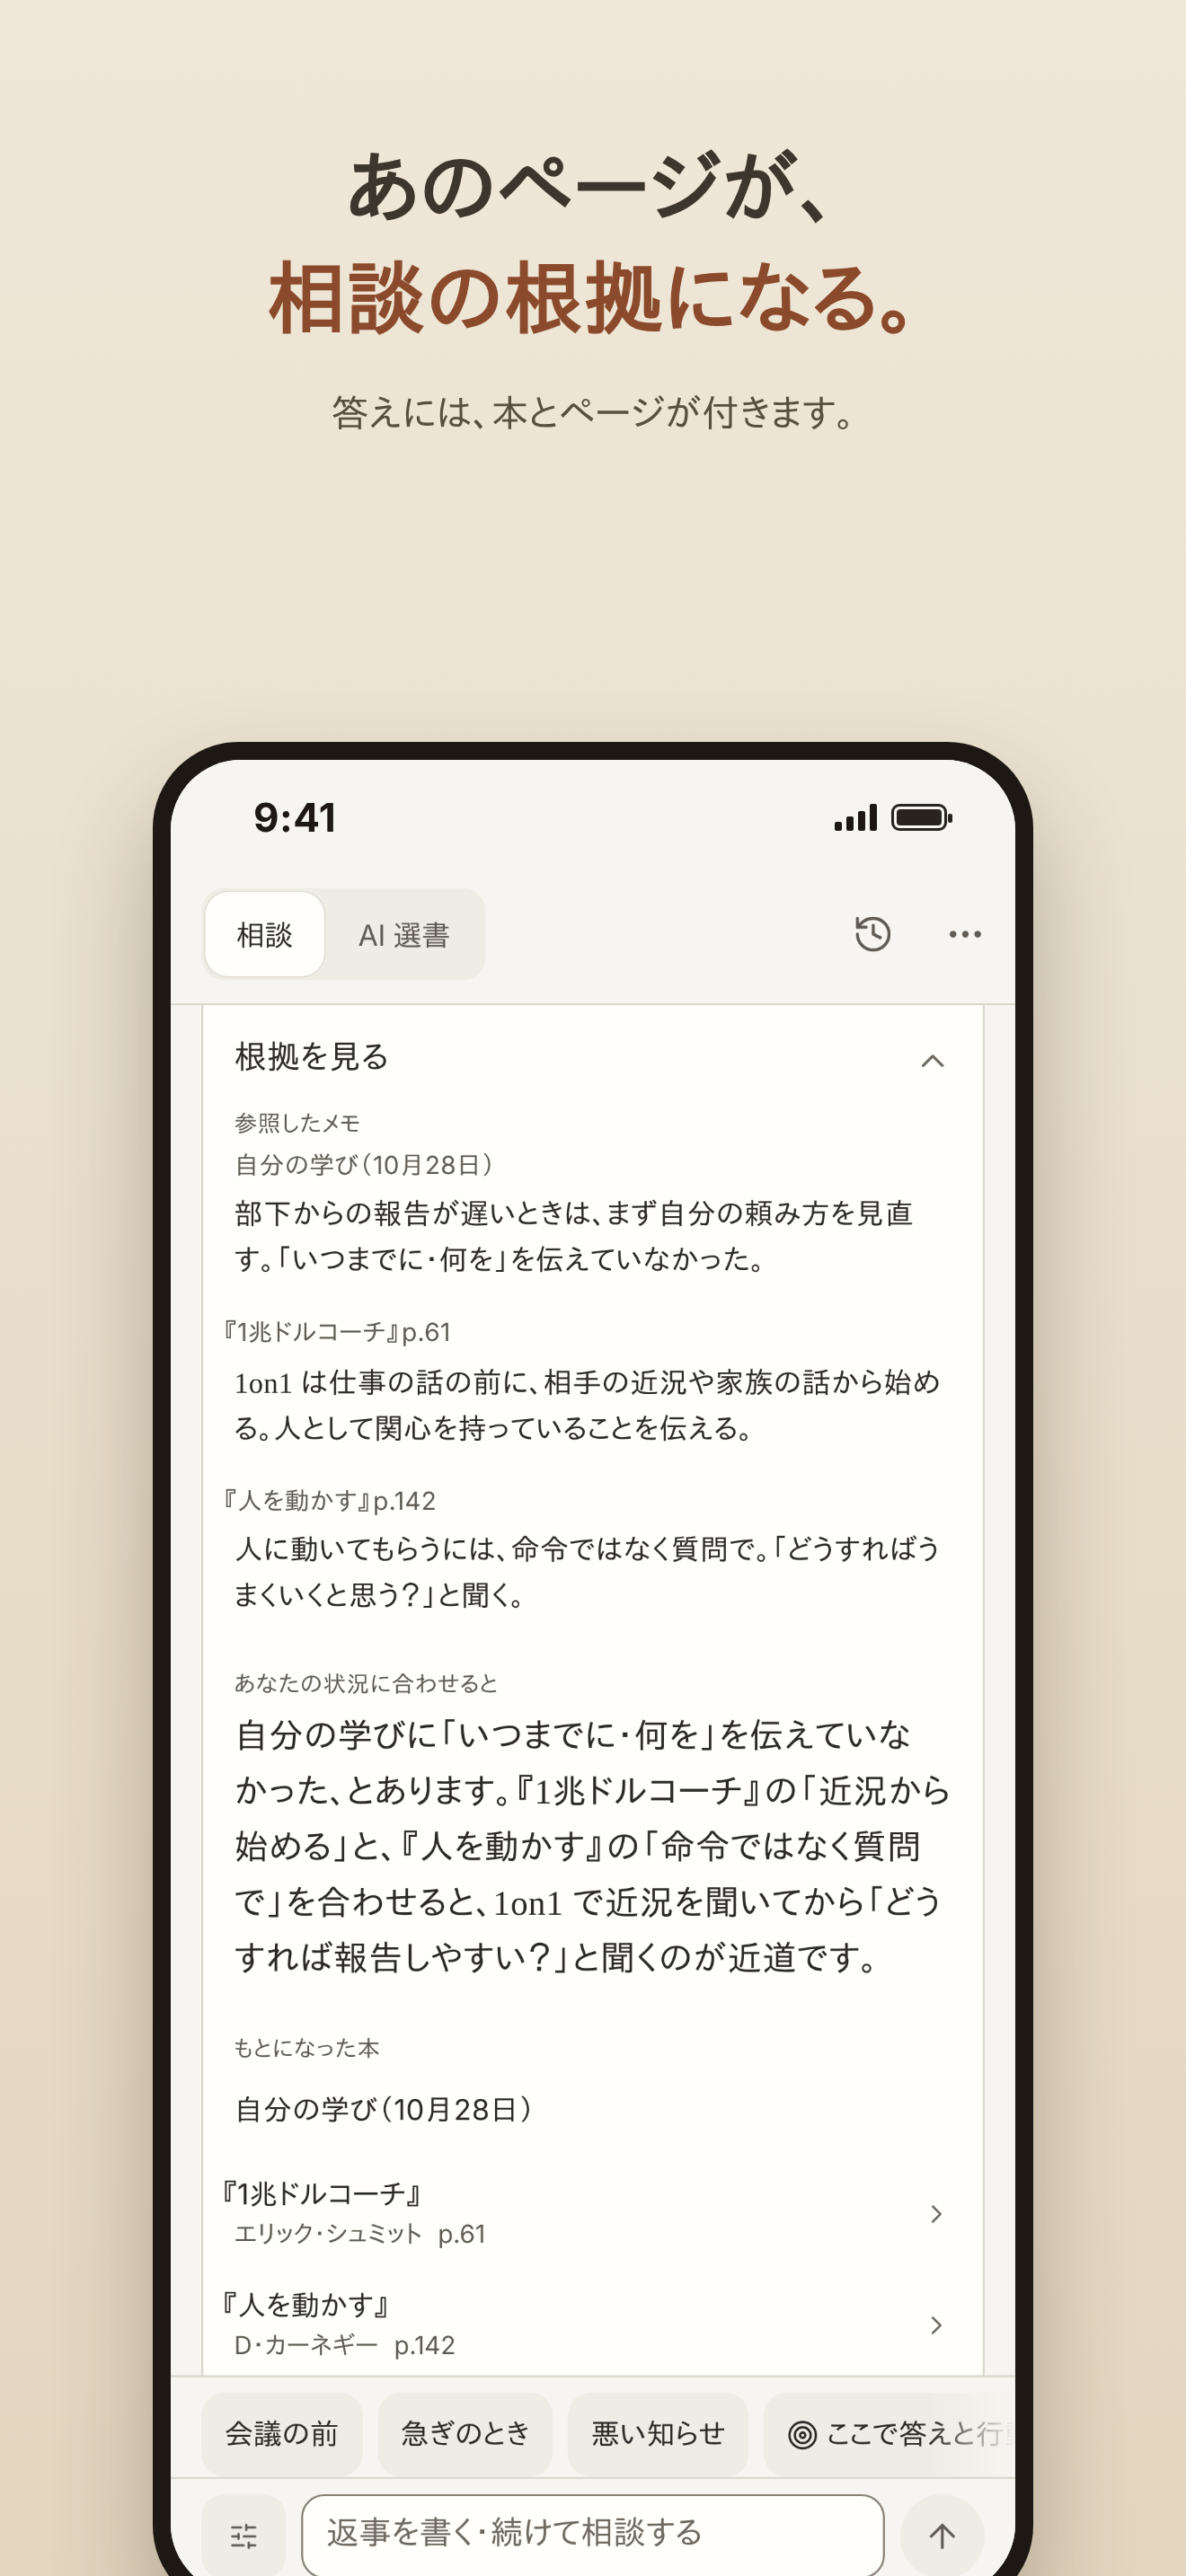 あのページが、
相談の根拠になる。
答えには、本とページが付きます。
9:41
相談 AI 選書
根拠を見る
参照したメモ
自分の学び（10月28日）
部下からの報告が遅いときは、まず自分の頼み方を見直
す。「いつまでに・何を」を伝えていなかった。
『1兆ドルコーチ』p.61
1on1 は仕事の話の前に、相手の近況や家族の話から始め
る。人として関心を持っていることを伝える。
『人を動かす』p.142
人に動いてもらうには、命令ではなく質問で。「どうすればう
まくいくと思う？」と聞く。
あなたの状況に合わせると
自分の学びに「いつまでに・何を」を伝えていな
かった、とあります。『1兆ドルコーチ』の「近況から
始める」と、『人を動かす』の「命令ではなく質問
で」を合わせると、1on1 で近況を聞いてから「どう
すれば報告しやすい？」と聞くのが近道です。
もとになった本
自分の学び（10月28日）
『1兆ドルコーチ』
エリック・シュミット p.61
『人を動かす』
D・カーネギー p.142
会議の前 急ぎのとき 悪い知らせ ここで答えと行
返事を書く・続けて相談する